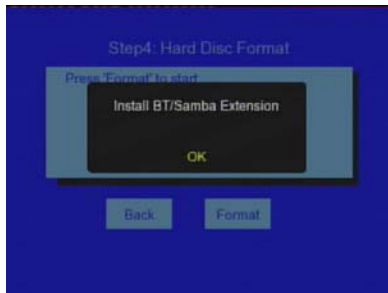 Step4: Hard Disc Format
Press 'Format' to start
Install BT/Samba Extension
OK
Back
Format